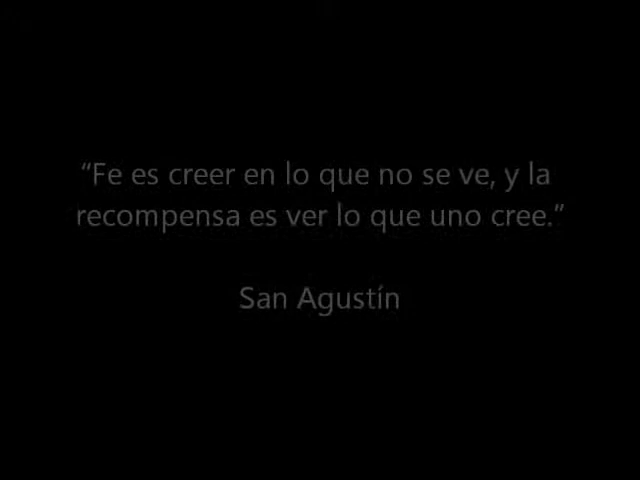 “Fe es creer en lo que no se ve, y la
recompensa es ver lo que uno cree.”
San Agustín